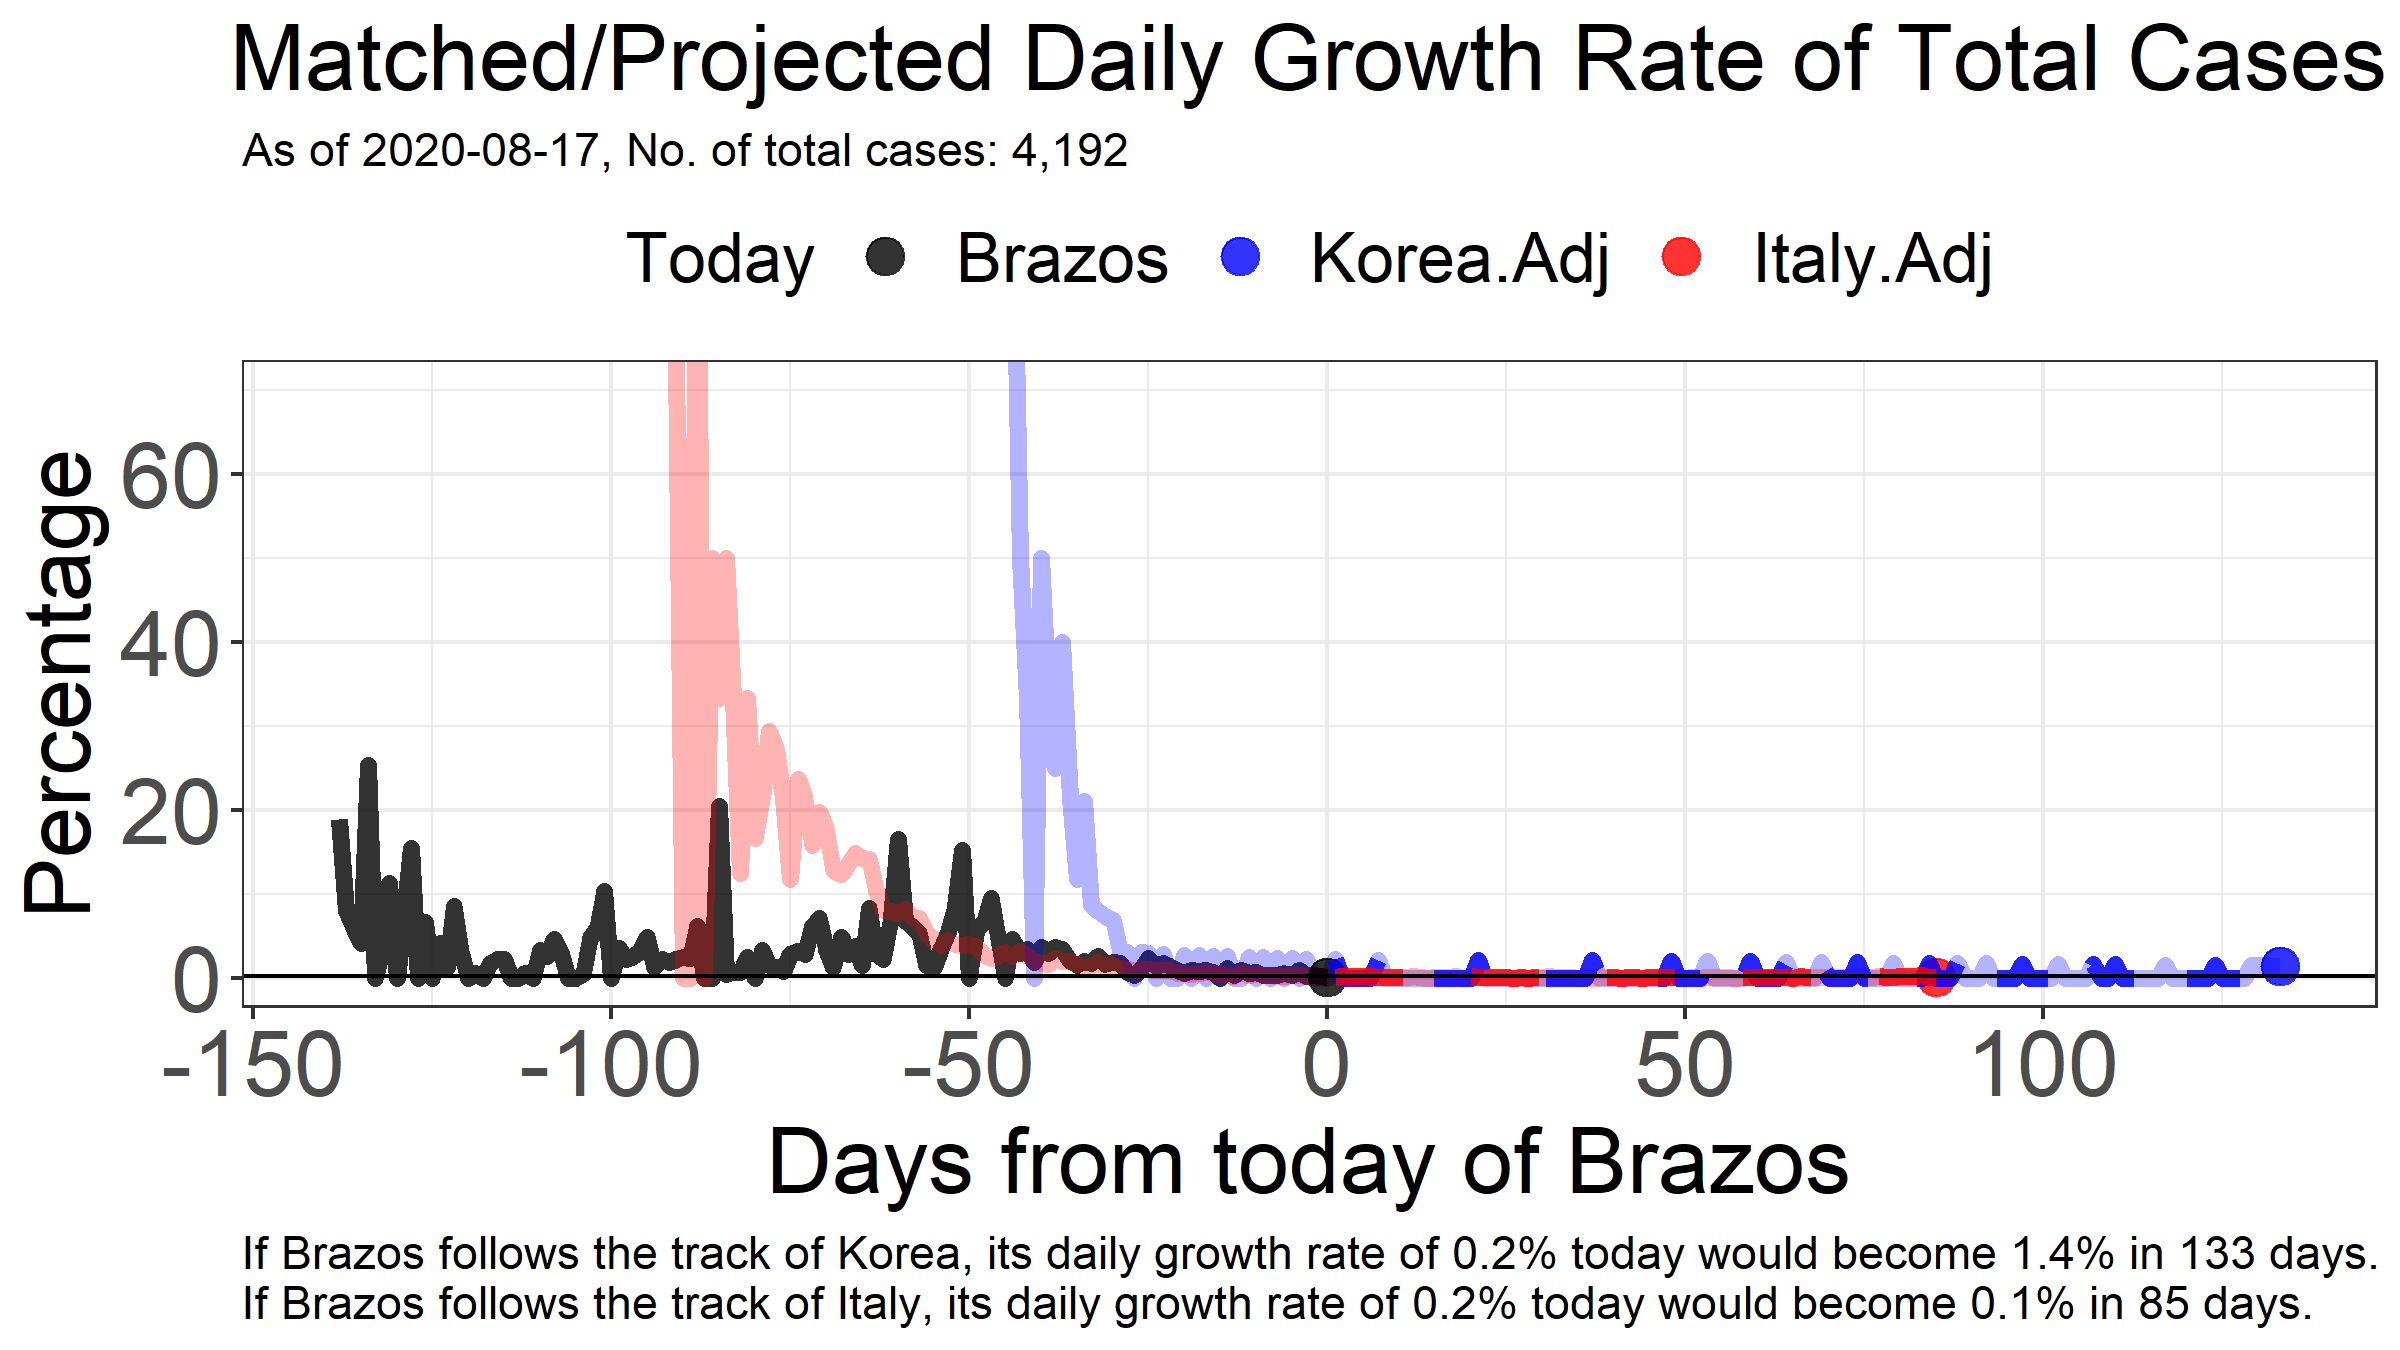 Matched/Projected Daily Growth Rate of Total Cases
As of 2020-08-17, No. of total cases: 4,192
Today Brazos Korea.Adj Italy.Adj
Percentage
60
40
20
0
-150 -100 -50 0 50 100
Days from today of Brazos
If Brazos follows the track of Korea, its daily growth rate of 0.2% today would become 1.4% in 133 days.
If Brazos follows the track of Italy, its daily growth rate of 0.2% today would become 0.1% in 85 days.